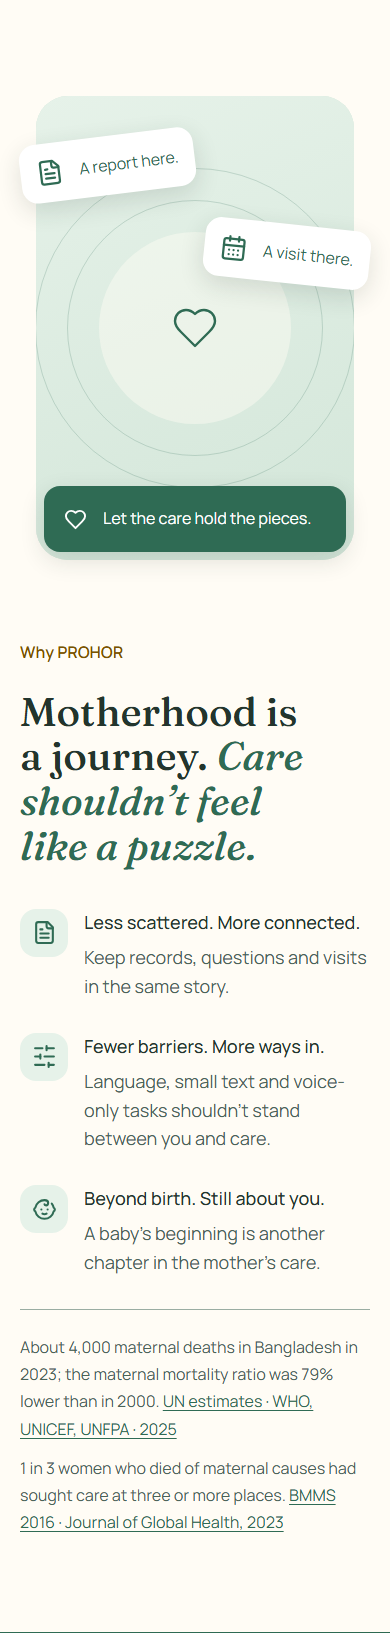 A report here.
A visit there.
Let the care hold the pieces.
Why PROHOR
Motherhood is
a journey. Care
shouldn’t feel
like a puzzle.
Less scattered. More connected.
Keep records, questions and visits
in the same story.
Fewer barriers. More ways in.
Language, small text and voice-
only tasks shouldn’t stand
between you and care.
Beyond birth. Still about you.
A baby’s beginning is another
chapter in the mother’s care.
About 4,000 maternal deaths in Bangladesh in
2023; the maternal mortality ratio was 79%
lower than in 2000. UN estimates · WHO,
UNICEF, UNFPA · 2025
1 in 3 women who died of maternal causes had
sought care at three or more places. BMMS
2016 · Journal of Global Health, 2023